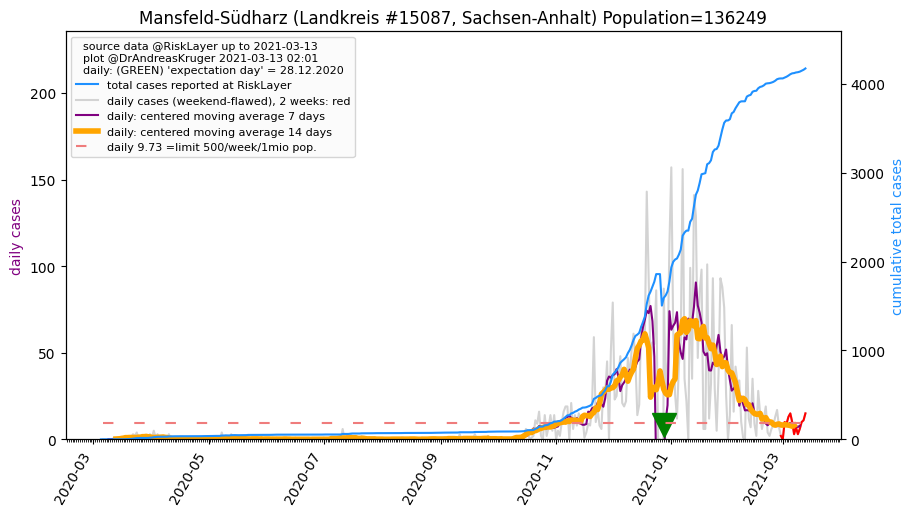 Mansfeld-Südharz (Landkreis #15087, Sachsen-Anhalt) Population=136249
source data @RiskLayer up to 2021-03-13
plot @DrAndreasKruger 2021-03-13 02:01
daily: (GREEN) 'expectation day' = 28.12.2020
total cases reported at RiskLayer
daily cases (weekend-flawed), 2 weeks: red
daily: centered moving average 7 days
daily: centered moving average 14 days
daily 9.73 =limit 500/week/1mio pop.
daily cases
200
150
100
50
0
cumulative total cases
4000
3000
2000
1000
0
2020-03
2020-05
2020-07
2020-09
2020-11
2021-01
2021-03